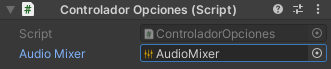 Controlador Opciones (Script)
Script ControladorOpciones
Audio Mixer AudioMixer